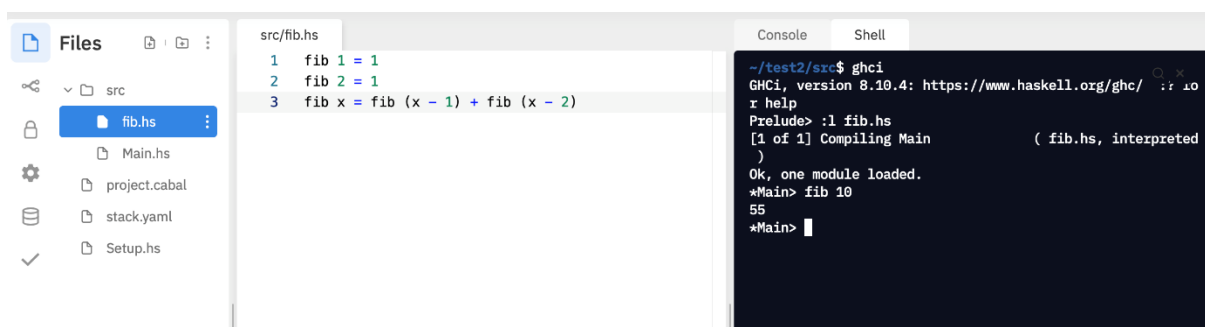 Files
src
fib.hs
Main.hs
project.cabal
stack.yaml
Setup.hs
src/fib.hs
1 fib 1 = 1
2 fib 2 = 1
3 fib x = fib (x - 1) + fib (x - 2)
Console Shell
~/test2/src$ ghci
GHCi, version 8.10.4: https://www.haskell.org/ghc/
r help
Prelude> :l fib.hs
[1 of 1] Compiling Main ( fib.hs, interpreted
)
Ok, one module loaded.
*Main> fib 10
55
*Main>